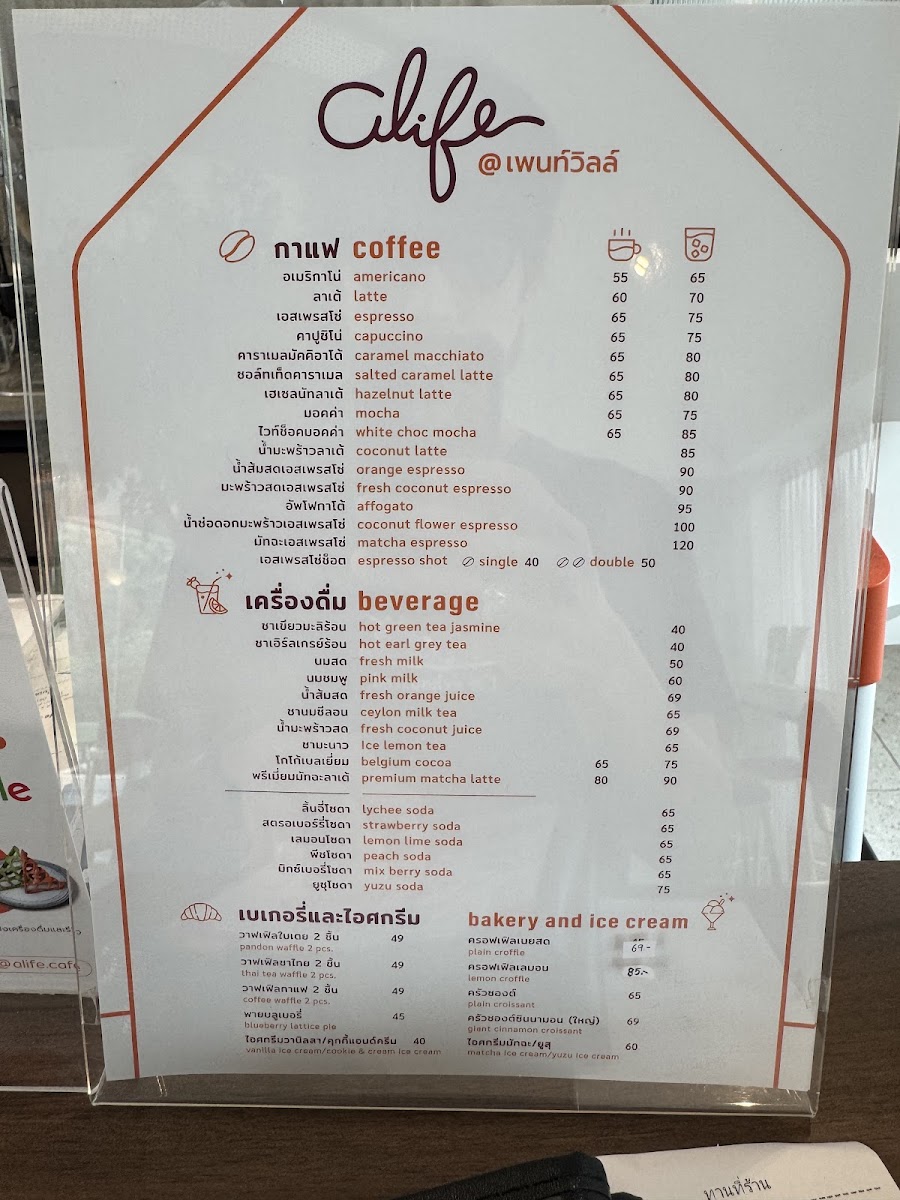 alife
@เพนท์วิลล์
กาแฟ coffee
อเมริกาโน่ americano 55 65
ลาเต้ latte 60 70
เอสเพรสโซ่ espresso 65 75
คาปูชิโน่ capuccino 65 75
คาราเมลมัคคิอาโต้ caramel macchiato 65 80
ซอล์ทเท็ดคาราเมล salted caramel latte 65 80
เฮเซลนัทลาเต้ hazelnut latte 65 80
มอคค่า mocha 65 75
ไวท์ช็อคมอคค่า white choc mocha 65 85
น้ำมะพร้าวลาเต้ coconut latte 85
น้ำส้มสดเอสเพรสโซ่ orange espresso 90
มะพร้าวสดเอสเพรสโซ่ fresh coconut espresso 90
อัพโฟกาโต้ affogato 95
น้ำช่อดอกมะพร้าวเอสเพรสโซ่ coconut flower espresso 100
มัทฉะเอสเพรสโซ่ matcha espresso 120
เอสเพรสโซ่ช็อต espresso shot single 40 double 50
เครื่องดื่ม beverage
ชาเขียวมะลิร้อน hot green tea jasmine 40
ชาเอิร์ลเกรย์ร้อน hot earl grey tea 40
นมสด fresh milk 50
นมชมพู pink milk 60
น้ำส้มสด fresh orange juice 69
ชานมซีลอน ceylon milk tea 65
น้ำมะพร้าวสด fresh coconut juice 69
ชามะนาว Ice lemon tea 65
โกโก้เบลเยี่ยม belgium cocoa 65 75
พรีเมี่ยมมัทฉะลาเต้ premium matcha latte 80 90
ลิ้นจี่โซดา lychee soda 65
สตรอเบอร์รี่โซดา strawberry soda 65
เลมอนโซดา lemon lime soda 65
พีชโซดา peach soda 65
มิกซ์เบอรี่โซดา mix berry soda 65
ยูซุโซดา yuzu soda 75
เบเกอรี่และไอศกรีม bakery and ice cream
วาฟเฟิลใบเตย 2 ชิ้น 49
pandon waffle 2 pcs.
วาฟเฟิลชาไทย 2 ชิ้น 49
thai tea waffle 2 pcs.
วาฟเฟิลกาแฟ 2 ชิ้น 49
coffee waffle 2 pcs.
พายบลูเบอรี่ 45
blueberry lattice pie
ไอศกรีมวานิลลา/คุกกี้แอนด์ครีม 40
vanilla ice cream/cookie & cream ice cream
ครอฟเฟิลเนยสด 69.-
plain croffle
ครอฟเฟิลเลมอน 85.-
lemon croffle
ครัวซองต์ 65
plain croissant
ครัวซองต์ซินนามอน (ใหญ่) 69
giant cinnamon croissant
ไอศกรีมมัทฉะ/ยูสุ 60
matcha ice cream/yuzu ice cream
le
@alife.cafe
ทานที่ร้าน